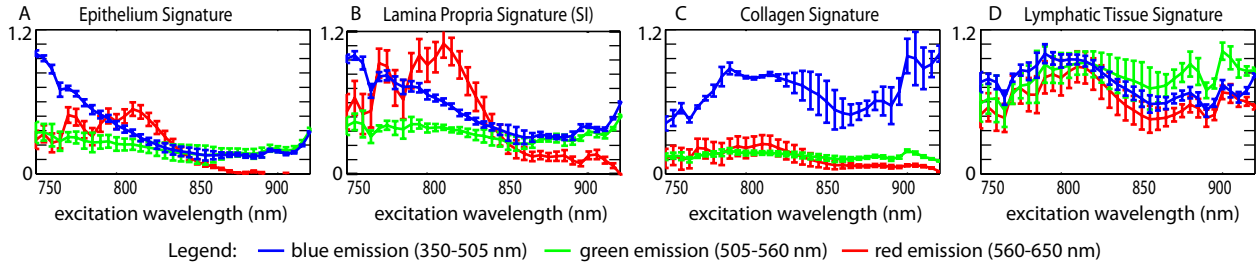 A Epithelium Signature
B Lamina Propria Signature (SI)
C Collagen Signature
D Lymphatic Tissue Signature
1.2
1.2
1.2
1.2
0
0
0
0
750 800 850 900
750 800 850 900
750 800 850 900
750 800 850 900
excitation wavelength (nm)
excitation wavelength (nm)
excitation wavelength (nm)
excitation wavelength (nm)
Legend: blue emission (350-505 nm) green emission (505-560 nm) red emission (560-650 nm)